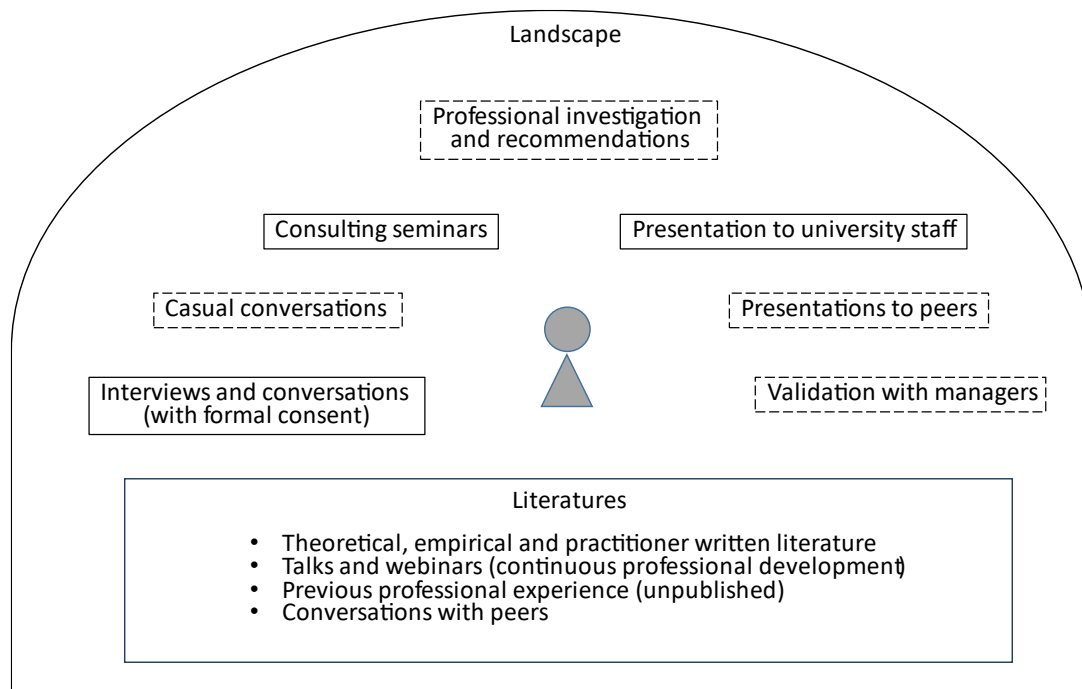 Landscape
Professional investigation
and recommendations
Consulting seminars
Presentation to university staff
Casual conversations
Presentations to peers
Interviews and conversations
(with formal consent)
Validation with managers
Literatures
• Theoretical, empirical and practitioner written literature
• Talks and webinars (continuous professional development)
• Previous professional experience (unpublished)
• Conversations with peers